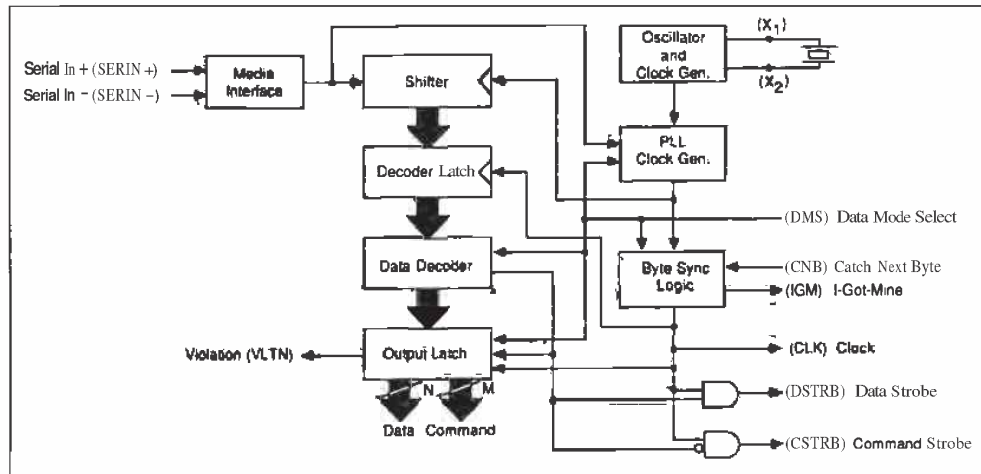 Serial In + (SERIN +)
Serial In − (SERIN −)
Media
Interface
Shifter
Oscillator
and
Clock Gen.
(X1)
(X2)
PLL
Clock Gen.
Decoder Latch
(DMS) Data Mode Select
Data Decoder
Byte Sync
Logic
(CNB) Catch Next Byte
(IGM) I-Got-Mine
Violation (VLTN)
Output Latch
(CLK) Clock
N
M
Data
Command
(DSTRB) Data Strobe
(CSTRB) Command Strobe